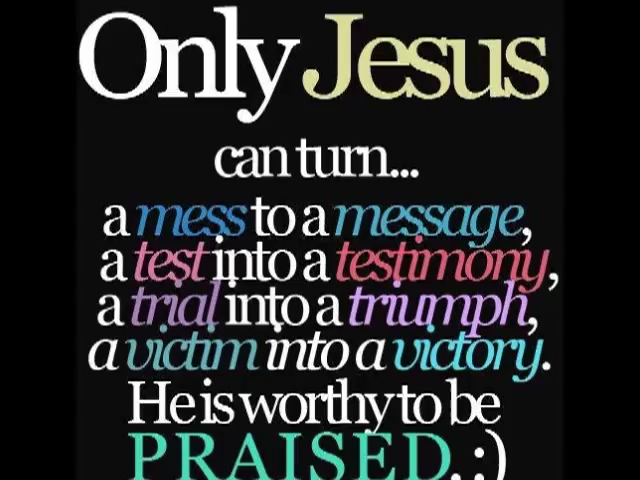 Only Jesus
can turn...
a mess to a message,
a test into a testimony,
a trial into a triumph,
a victim into a victory.
He is worthy to be
PRAISED. :)